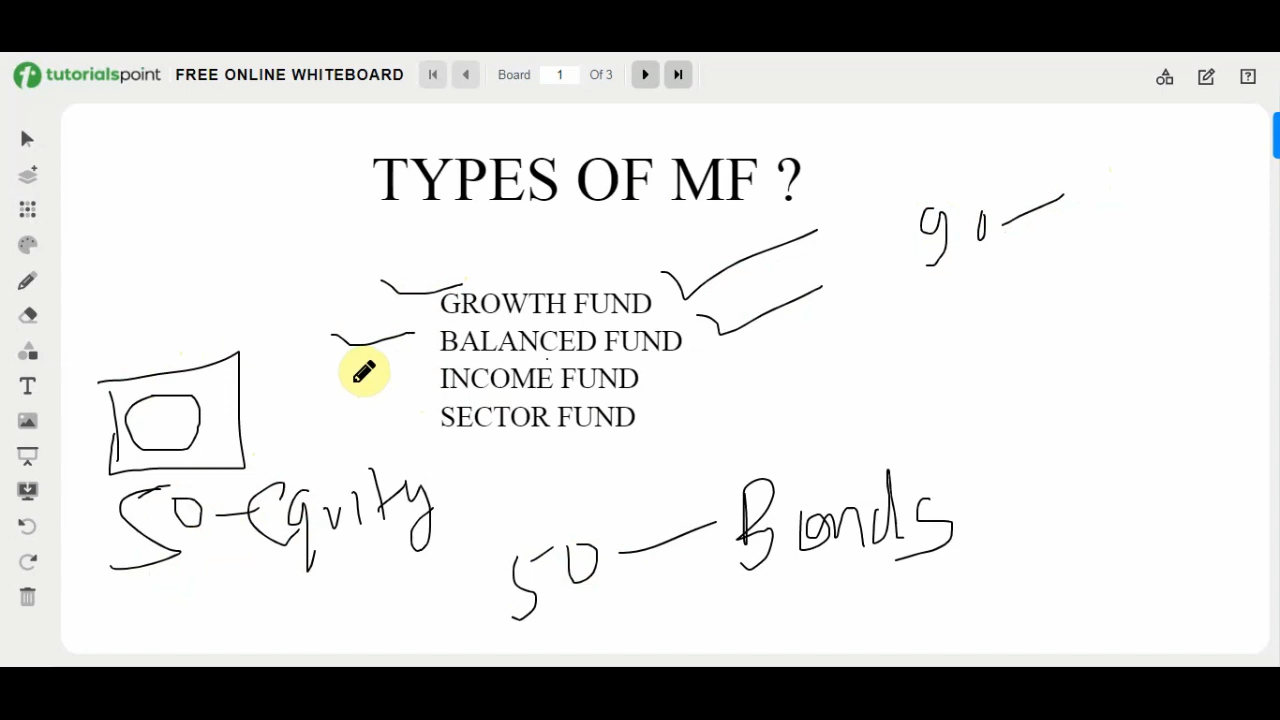 tutorialspoint FREE ONLINE WHITEBOARD Board 1 Of 3
TYPES OF MF ?
90 —
GROWTH FUND
BALANCED FUND
INCOME FUND
SECTOR FUND
50 - Equity
50 — Bonds
T